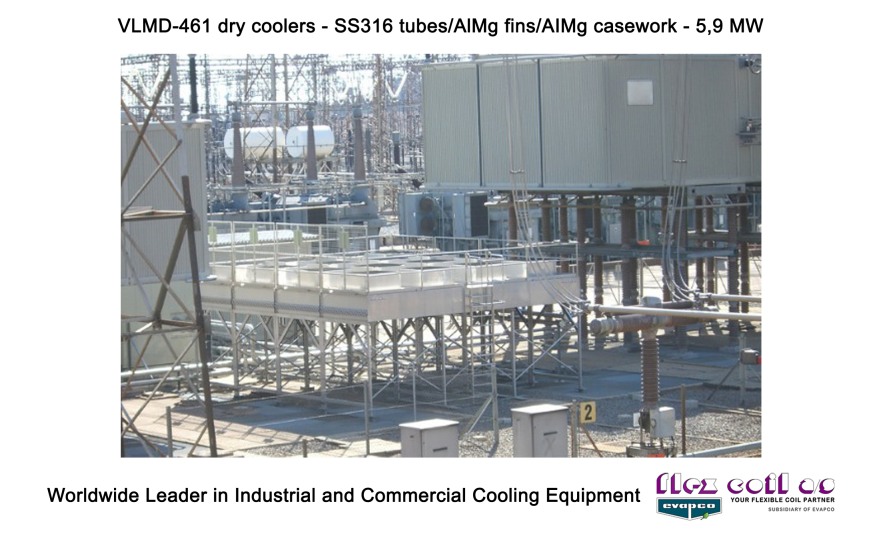 VLMD-461 dry coolers - SS316 tubes/AlMg fins/AlMg casework - 5,9 MW
2
Worldwide Leader in Industrial and Commercial Cooling Equipment
flex coil a/s
YOUR FLEXIBLE COIL PARTNER
evapco
SUBSIDIARY OF EVAPCO